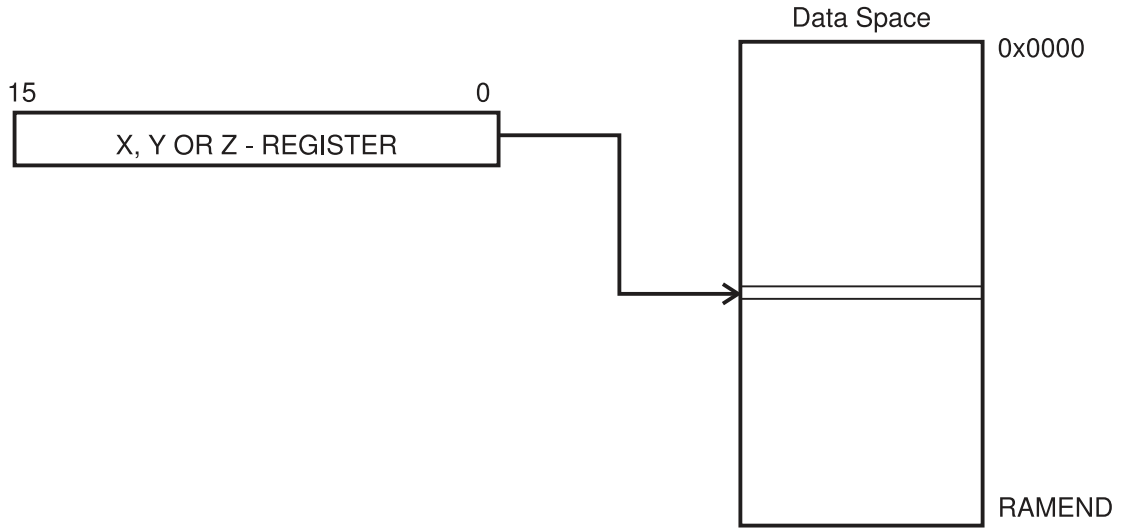 Data Space
0x0000
15 0
X, Y OR Z - REGISTER
RAMEND